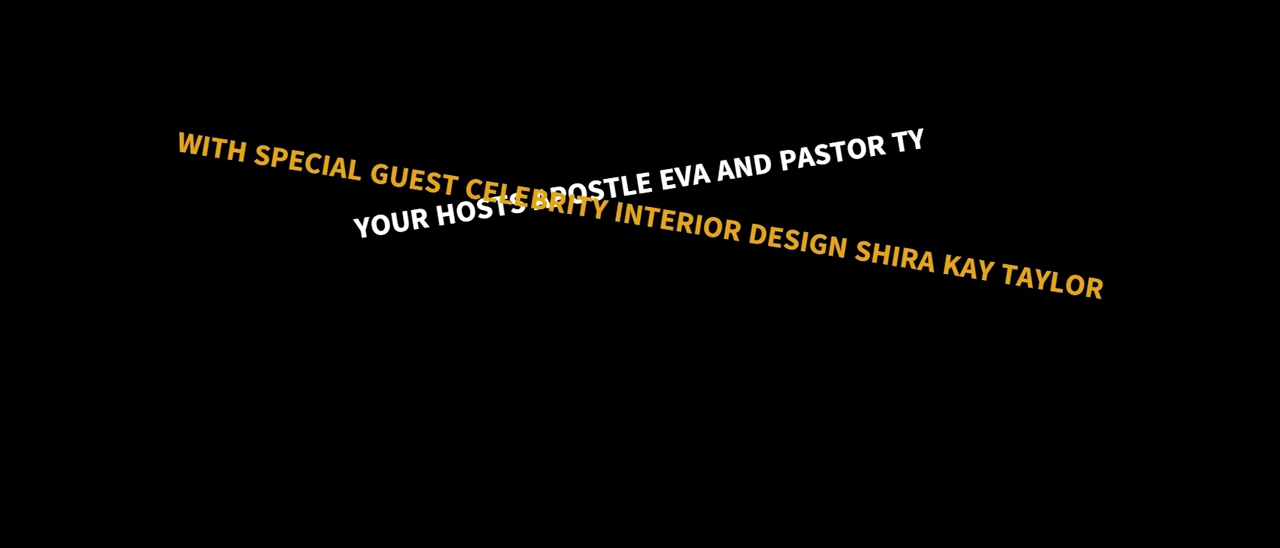 YOUR HOSTS APOSTLE EVA AND PASTOR TY
WITH SPECIAL GUEST CELEBRITY INTERIOR DESIGN SHIRA KAY TAYLOR